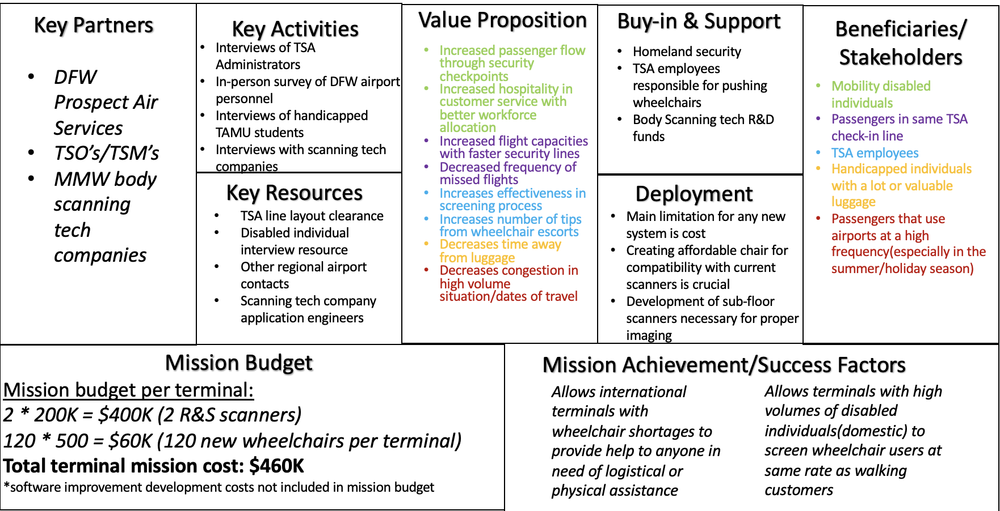 Key Partners
• DFW
Prospect Air
Services
• TSO's/TSM's
• MMW body
scanning
tech
companies
Key Activities
• Interviews of TSA
Administrators
• In-person survey of DFW airport
personnel
• Interviews of handicapped
TAMU students
• Interviews with scanning tech
companies
Key Resources
• TSA line layout clearance
• Disabled individual
interview resource
• Other regional airport
contacts
• Scanning tech company
application engineers
Value Proposition
• Increased passenger flow
through security
checkpoints
• Increased hospitality in
customer service with
better workforce
allocation
• Increased flight capacities
with faster security lines
• Decreased frequency of
missed flights
• Increases effectiveness in
screening process
• Increases number of tips
from wheelchair escorts
• Decreases time away
from luggage
• Decreases congestion in
high volume
situation/dates of travel
Buy-in & Support
• Homeland security
• TSA employees
responsible for pushing
wheelchairs
• Body Scanning tech R&D
funds
Deployment
• Main limitation for any new
system is cost
• Creating affordable chair for
compatibility with current
scanners is crucial
• Development of sub-floor
scanners necessary for proper
imaging
Beneficiaries/
Stakeholders
• Mobility disabled
individuals
• Passengers in same TSA
check-in line
• TSA employees
• Handicapped individuals
with a lot or valuable
luggage
• Passengers that use
airports at a high
frequency(especially in the
summer/holiday season)
Mission Budget
Mission budget per terminal:
2 * 200K = $400K (2 R&S scanners)
120 * 500 = $60K (120 new wheelchairs per terminal)
Total terminal mission cost: $460K
*software improvement development costs not included in mission budget
Mission Achievement/Success Factors
Allows international
terminals with
wheelchair shortages to
provide help to anyone in
need of logistical or
physical assistance
Allows terminals with high
volumes of disabled
individuals(domestic) to
screen wheelchair users at
same rate as walking
customers